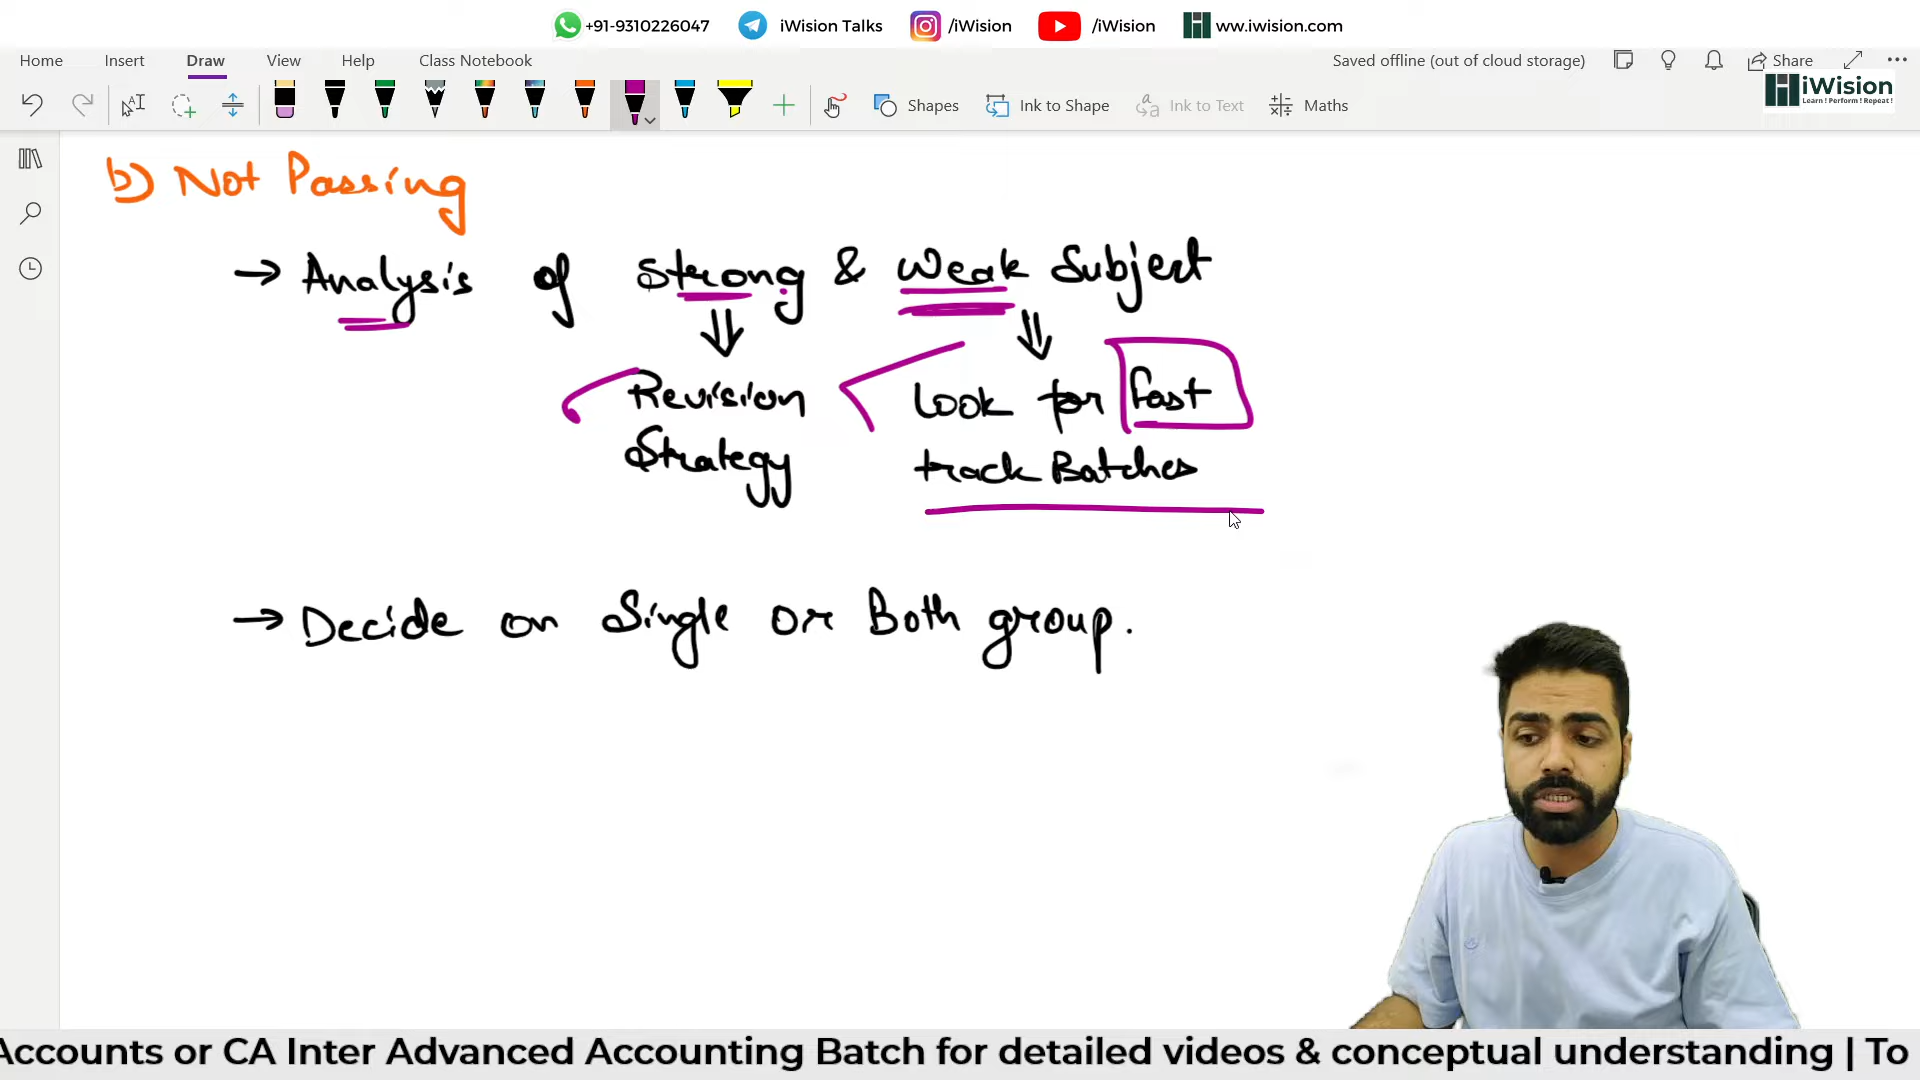 +91-9310226047 iWision Talks /iWision /iWision ww.iwision.com
Home Insert Draw View Help Class Notebook Saved offline (out of cloud storage) Share
Shapes Ink to Shape Ink to Text Maths
iWision
Learn ! Perform ! Repeat !
b) Not Passing
→ Analysis of Strong & Weak Subject
⇓ ⇓
Revision Look for Fast
Strategy track Batches
→ Decide on Single or Both group.
Accounts or CA Inter Advanced Accounting Batch for detailed videos & conceptual understanding | To